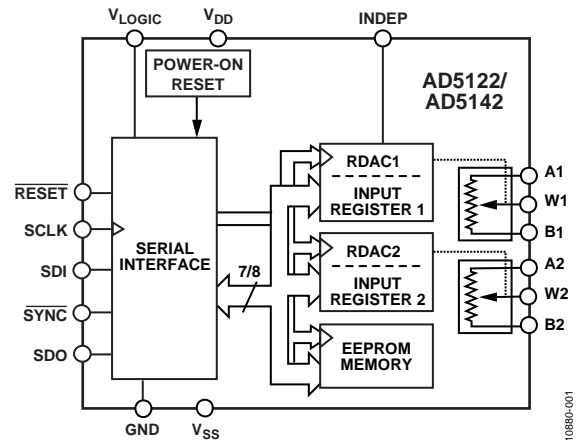 VLOGIC
VDD
INDEP
POWER-ON
RESET
AD5122/
AD5142
RDAC1
INPUT
REGISTER 1
A1
W1
B1
RESET
SCLK
SDI
SYNC
SDO
SERIAL
INTERFACE
7/8
RDAC2
INPUT
REGISTER 2
A2
W2
B2
EEPROM
MEMORY
GND
VSS
10880-001